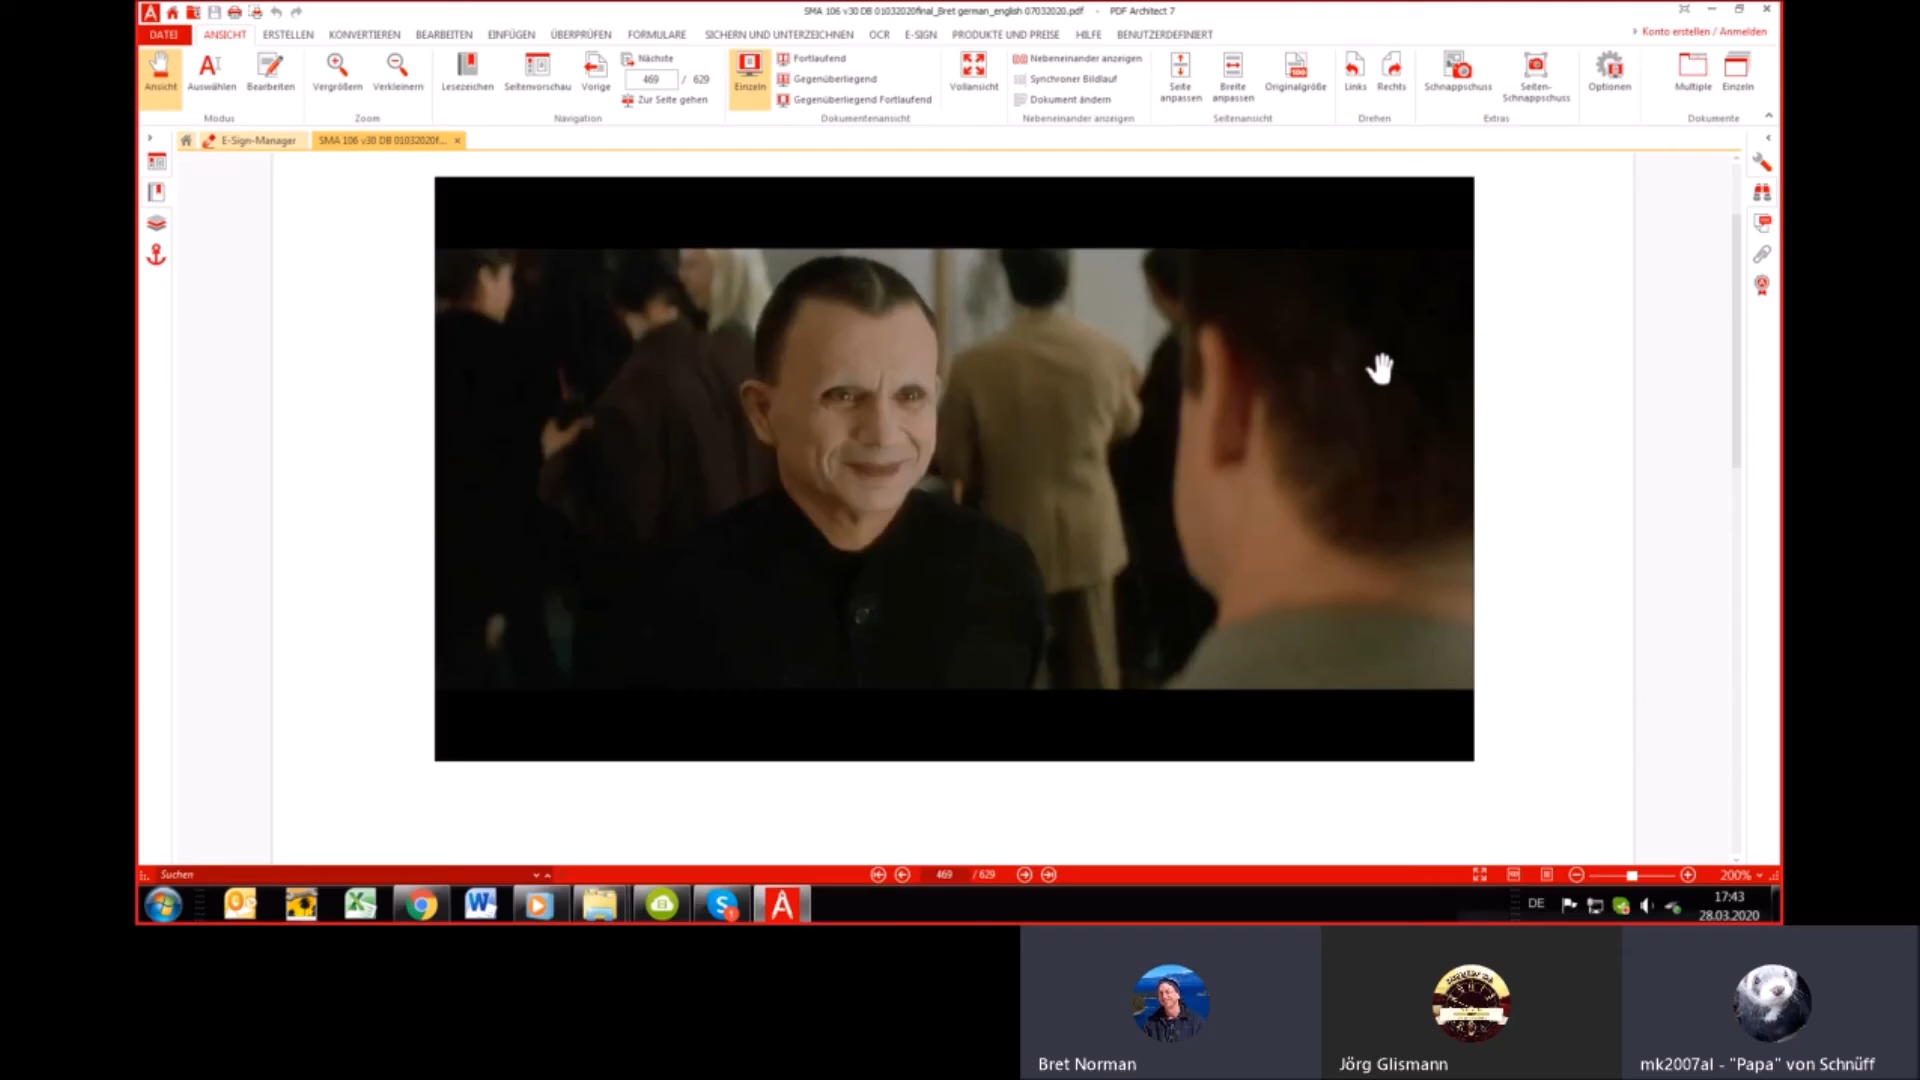 SMA 106 v30 DB 01032020final_Bret german_english 07032020.pdf - PDF Architect 7
DATEI ANSICHT ERSTELLEN KONVERTIEREN BEARBEITEN EINFÜGEN ÜBERPRÜFEN FORMULARE SICHERN UND UNTERZEICHNEN OCR E-SIGN PRODUKTE UND PREISE HILFE BENUTZERDEFINIERT
Konto erstellen / Anmelden
Ansicht Auswählen Bearbeiten
Modus
Vergrößern Verkleinern
Zoom
Lesezeichen Seitenvorschau Vorige
Nächste
469 / 629
Zur Seite gehen
Navigation
Einzeln
Fortlaufend
Gegenüberliegend
Gegenüberliegend Fortlaufend
Vollansicht
Dokumentenansicht
Nebeneinander anzeigen
Synchroner Bildlauf
Dokument ändern
Nebeneinander anzeigen
Seite anpassen
Breite anpassen
Originalgröße
Seitenansicht
Links Rechts
Drehen
Schnappschuss
Seiten-Schnappschuss
Extras
Optionen
Multiple Einzeln
Dokumente
E-Sign-Manager
SMA 106 v30 DB 01032020f...
Suchen
469 / 629
200%
DE
17:43
28.03.2020
Bret Norman
Jörg Glismann
mk2007al - "Papa" von Schnüff